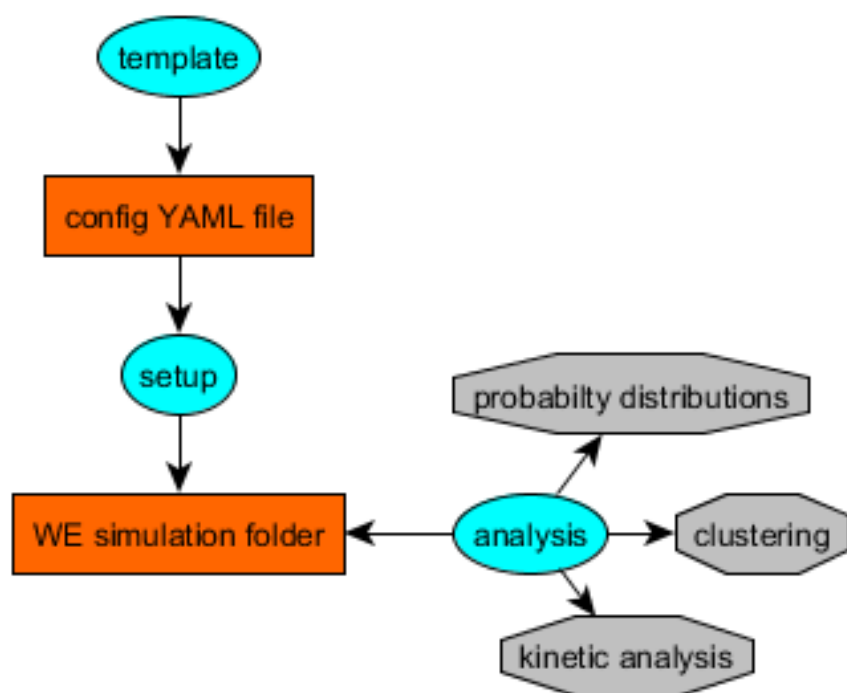 template
config YAML file
setup
probabilty distributions
WE simulation folder
analysis
clustering
kinetic analysis